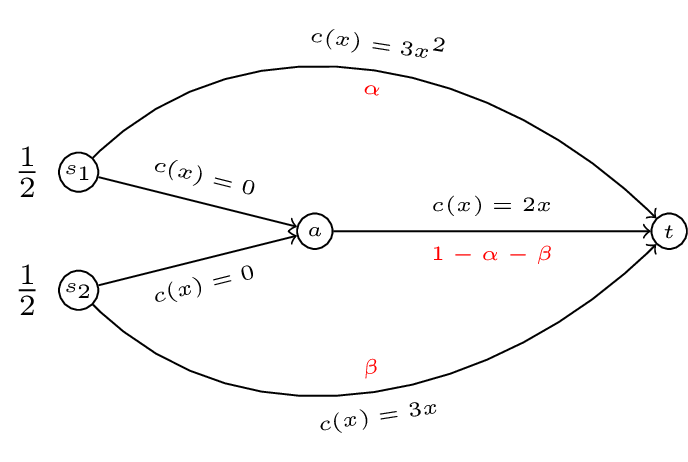 c(x) = 3x²
α
1/2
s₁
c(x) = 0
c(x) = 2x
a
t
1 − α − β
1/2
s₂
c(x) = 0
β
c(x) = 3x